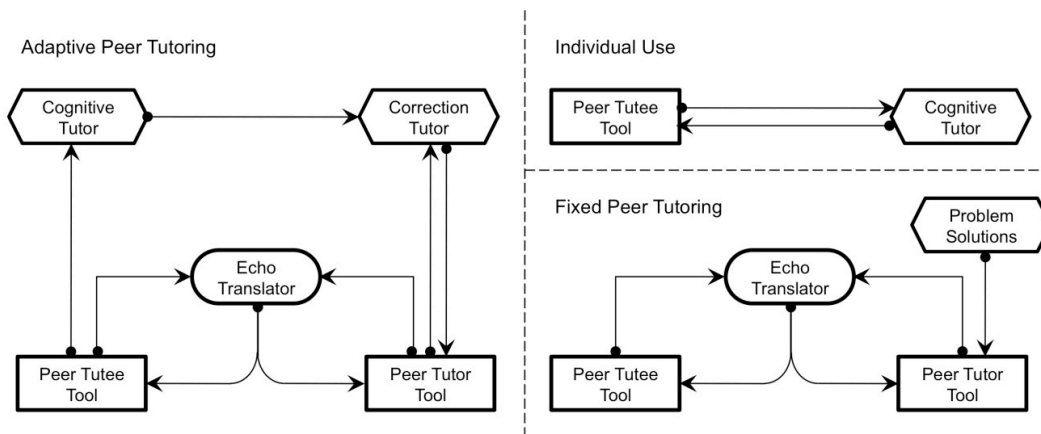 Adaptive Peer Tutoring
Cognitive
Tutor
Correction
Tutor
Echo
Translator
Peer Tutee
Tool
Peer Tutor
Tool
Individual Use
Peer Tutee
Tool
Cognitive
Tutor
Fixed Peer Tutoring
Problem
Solutions
Echo
Translator
Peer Tutee
Tool
Peer Tutor
Tool